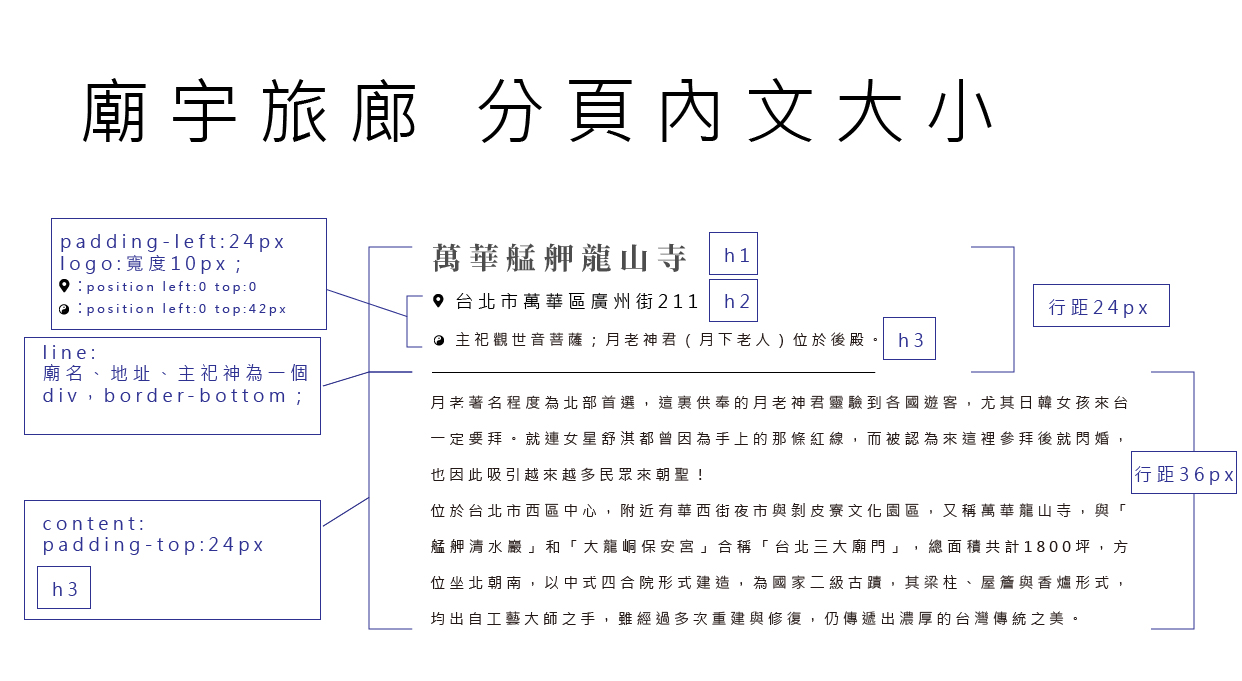 廟宇旅廊 分頁內文大小
padding-left:24px
logo:寬度10px；
：position left:0 top:0
：position left:0 top:42px
line:
廟名、地址、主祀神為一個
div，border-bottom；
content:
padding-top:24px
h3
萬華艋舺龍山寺
h1
台北市萬華區廣州街211
h2
主祀觀世音菩薩；月老神君(月下老人)位於後殿。
h3
月老著名程度為北部首選，這裏供奉的月老神君靈驗到各國遊客，尤其日韓女孩來台
一定要拜。就連女星舒淇都曾因為手上的那條紅線，而被認為來這裡參拜後就閃婚，
也因此吸引越來越多民眾來朝聖！
位於台北市西區中心，附近有華西街夜市與剝皮寮文化園區，又稱萬華龍山寺，與「
艋舺清水巖」和「大龍峒保安宮」合稱「台北三大廟門」，總面積共計1800坪，方
位坐北朝南，以中式四合院形式建造，為國家二級古蹟，其梁柱、屋簷與香爐形式，
均出自工藝大師之手，雖經過多次重建與修復，仍傳遞出濃厚的台灣傳統之美。
行距24px
行距36px